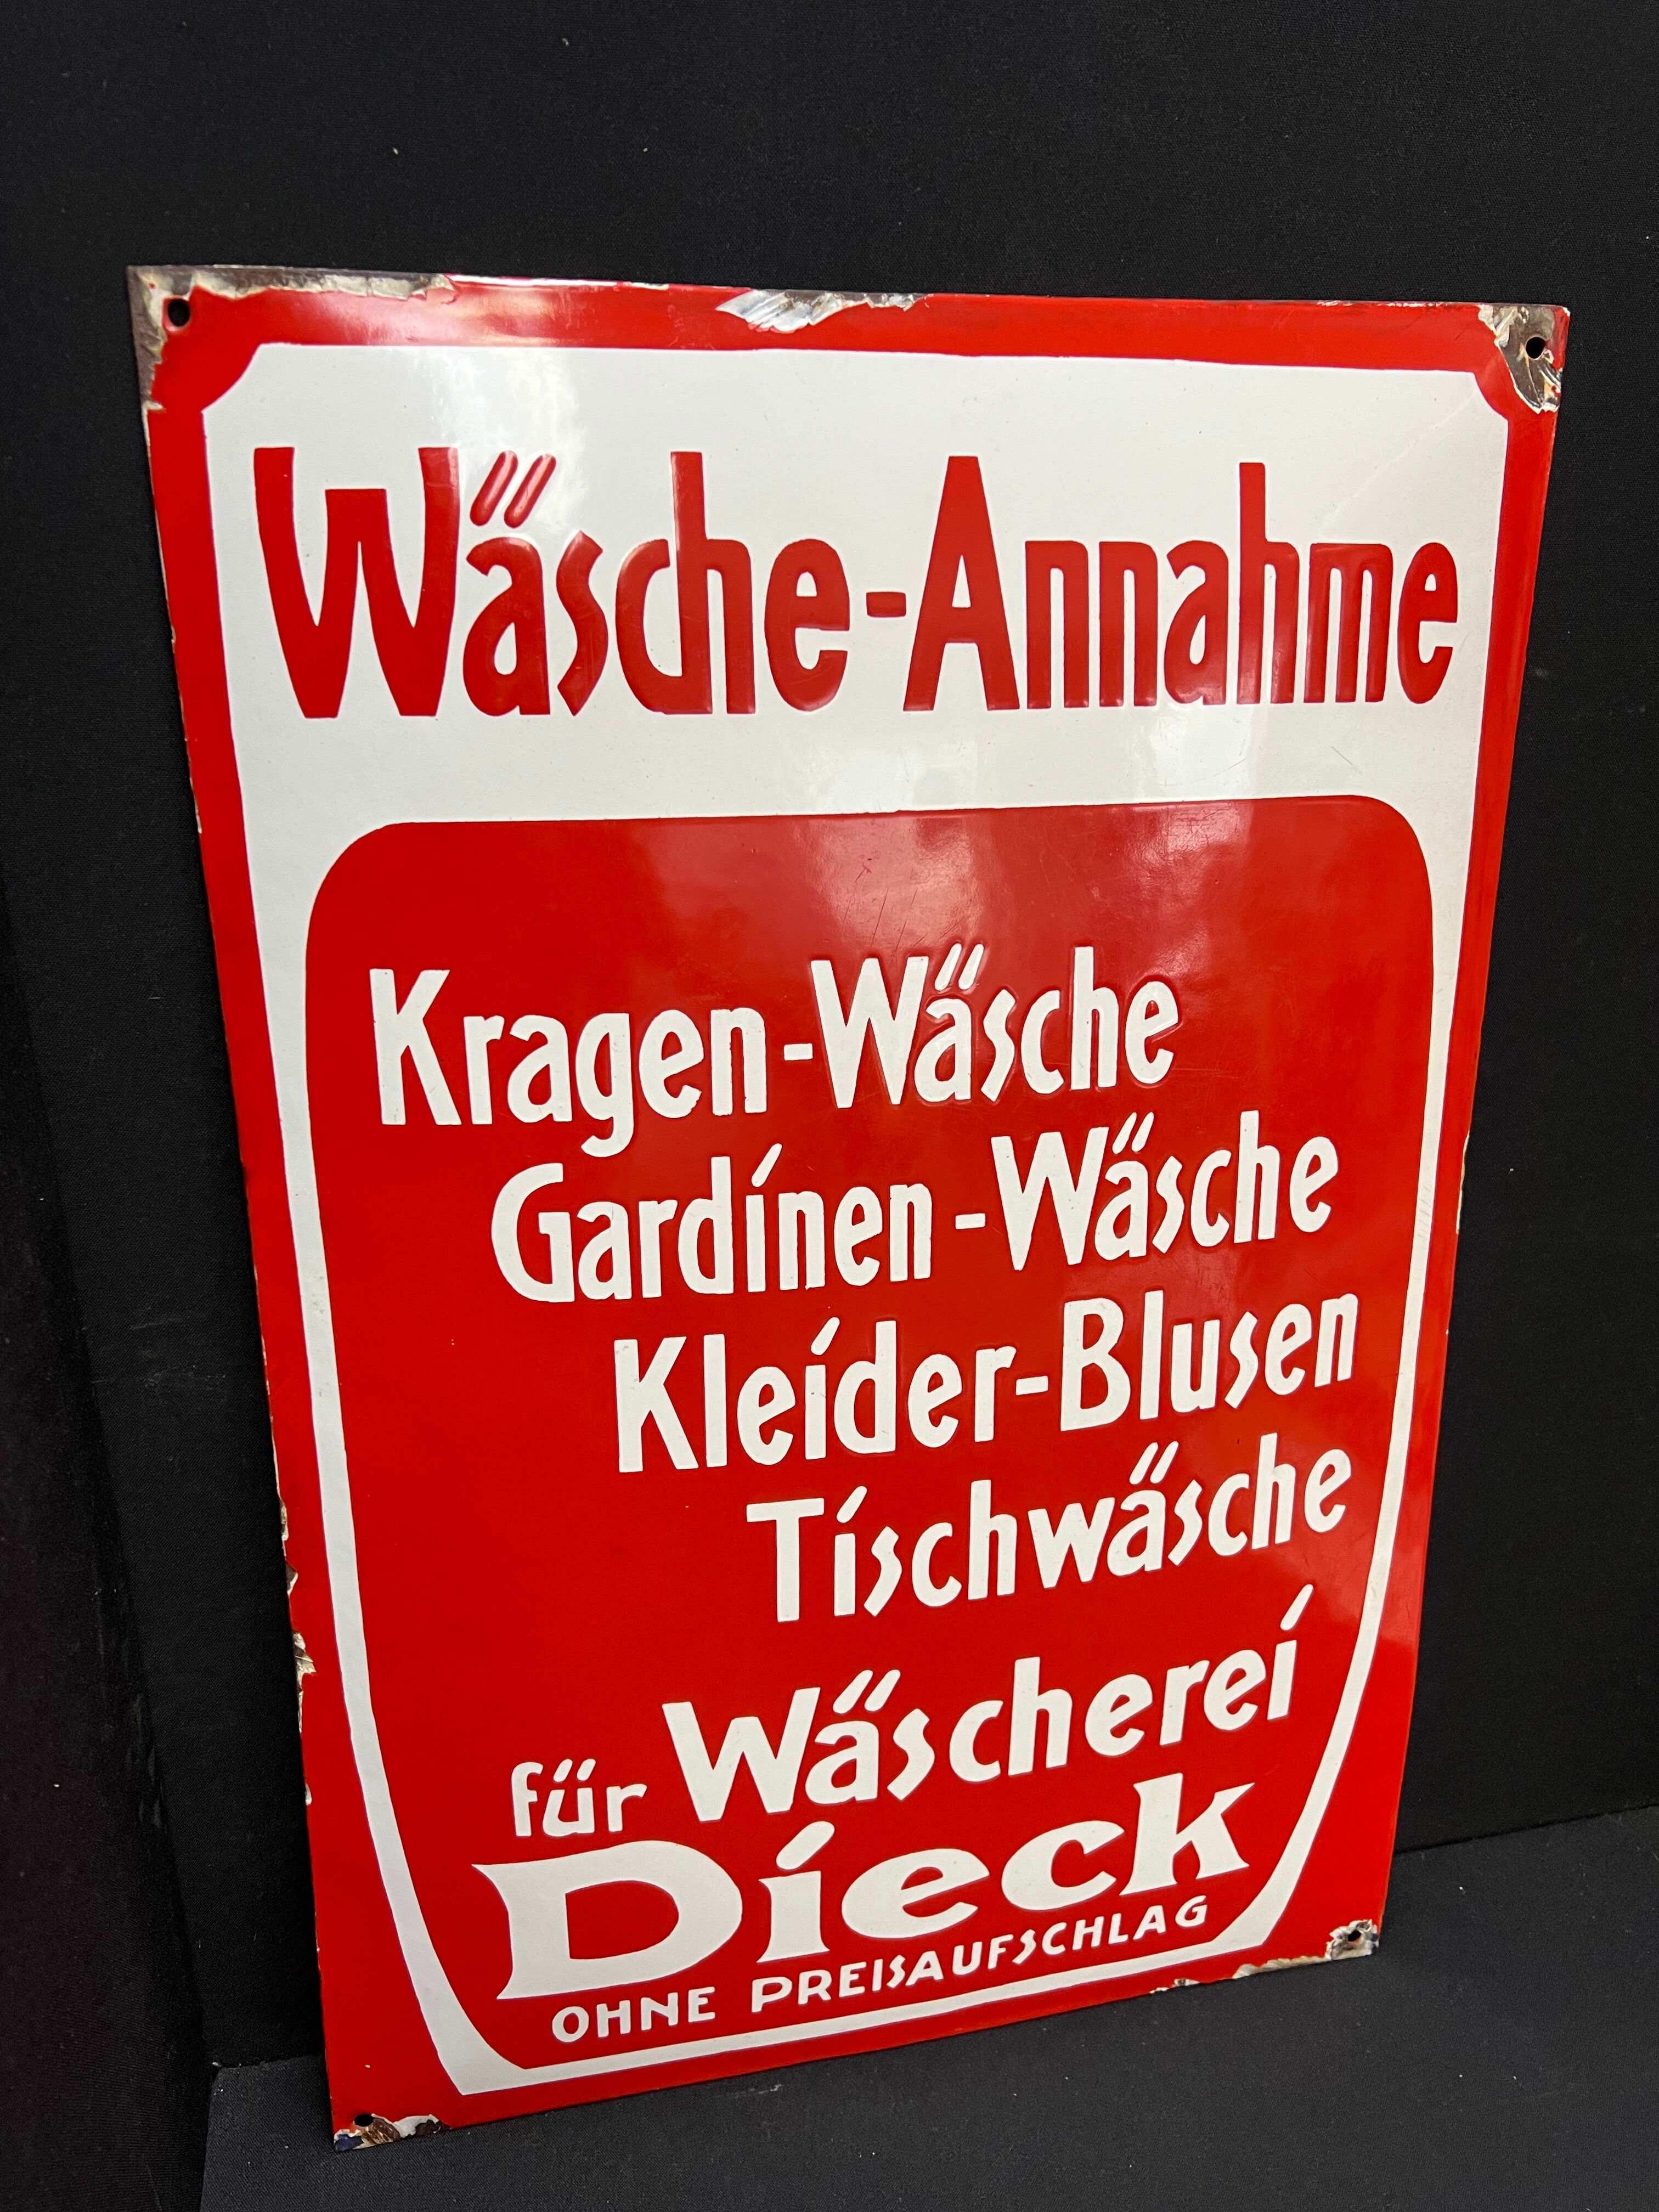 Wäsche-Annahme
Kragen-Wäsche
Gardinen-Wäsche
Kleider-Blusen
Tischwäsche
für Wäscherei
Dieck
OHNE PREISAUFSCHLAG